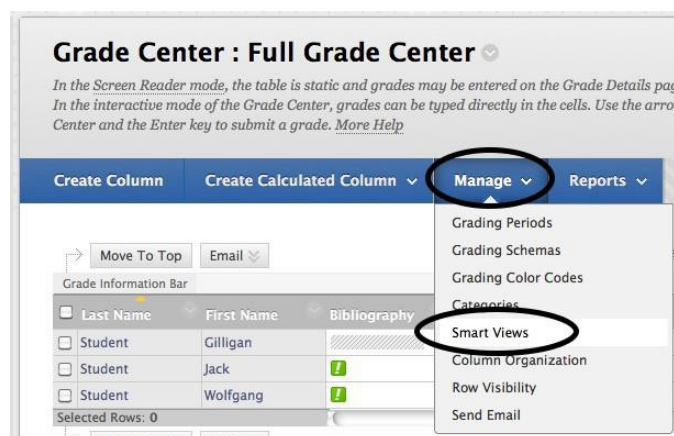 Grade Center : Full Grade Center
In the Screen Reader mode, the table is static and grades may be entered on the Grade Details pag
In the interactive mode of the Grade Center, grades can be typed directly in the cells. Use the arro
Center and the Enter key to submit a grade. More Help
Create Column Create Calculated Column Manage Reports
Grading Periods
Grading Schemas
Move To Top Email
Grading Color Codes
Grade Information Bar
Categories
Last Name First Name Bibliography
Smart Views
Student Gilligan
Column Organization
Student Jack
Row Visibility
Student Wolfgang
Send Email
Selected Rows: 0